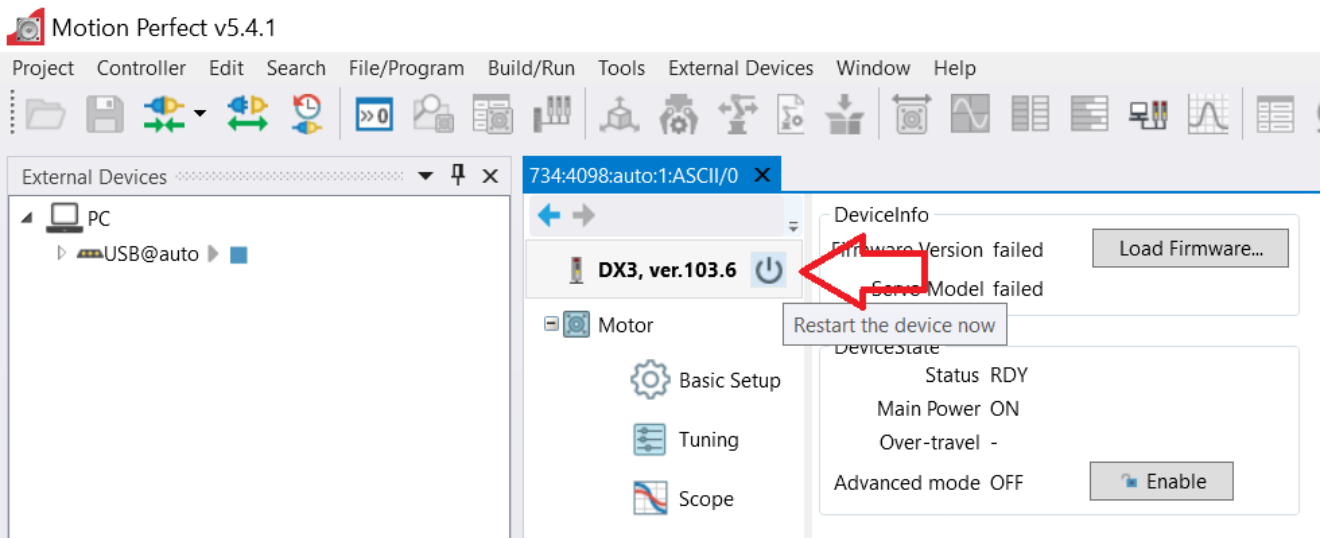 Motion Perfect v5.4.1
Project Controller Edit Search File/Program Build/Run Tools External Devices Window Help
External Devices
PC
USB@auto
734:4098:auto:1:ASCII/0
DX3, ver.103.6
Restart the device now
Motor
Basic Setup
Tuning
Scope
DeviceInfo
Firmware Version failed
Load Firmware...
Servo Model failed
DeviceState
Status RDY
Main Power ON
Over-travel -
Advanced mode OFF
Enable